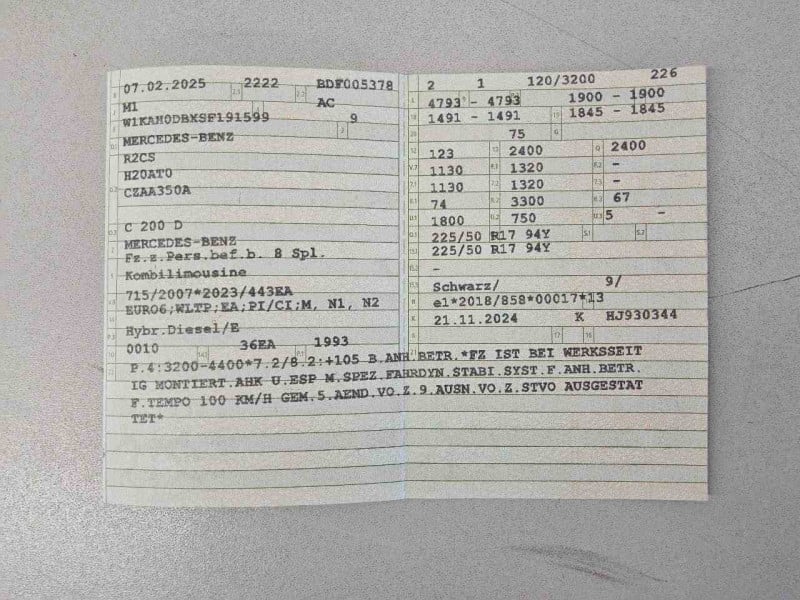 07.02.2025 2222 BDF005378
M1 AC
W1KAH0DBXSF191599 9
MERCEDES-BENZ
R2CS
H20AT0
CZAA350A
C 200 D
MERCEDES-BENZ
Fz.z.Pers.bef.b. 8 Spl.
Kombilimousine
715/2007*2023/443EA
EURO6;WLTP;EA;PI/CI;M, N1, N2
Hybr.Diesel/E
0010 36EA 1993
2 1 120/3200 226
4793 - 4793 1900 - 1900
1491 - 1491 1845 - 1845
75
123 2400 2400
1130 1320 -
1130 1320 -
74 3300 67
1800 750 5 -
225/50 R17 94Y
225/50 R17 94Y
-
Schwarz/ 9/
e1*2018/858*00017*13
21.11.2024 K HJ930344
P.4:3200-4400*7.2/8.2:+105 B.ANH BETR.*FZ IST BEI WERKSSEIT
IG MONTIERT.AHK U.ESP M.SPEZ.FAHRDYN.STABI.SYST.F.ANH.BETR.
F.TEMPO 100 KM/H GEM.5.AEND.VO.Z.9.AUSN.VO.Z.STVO AUSGESTAT
TET*